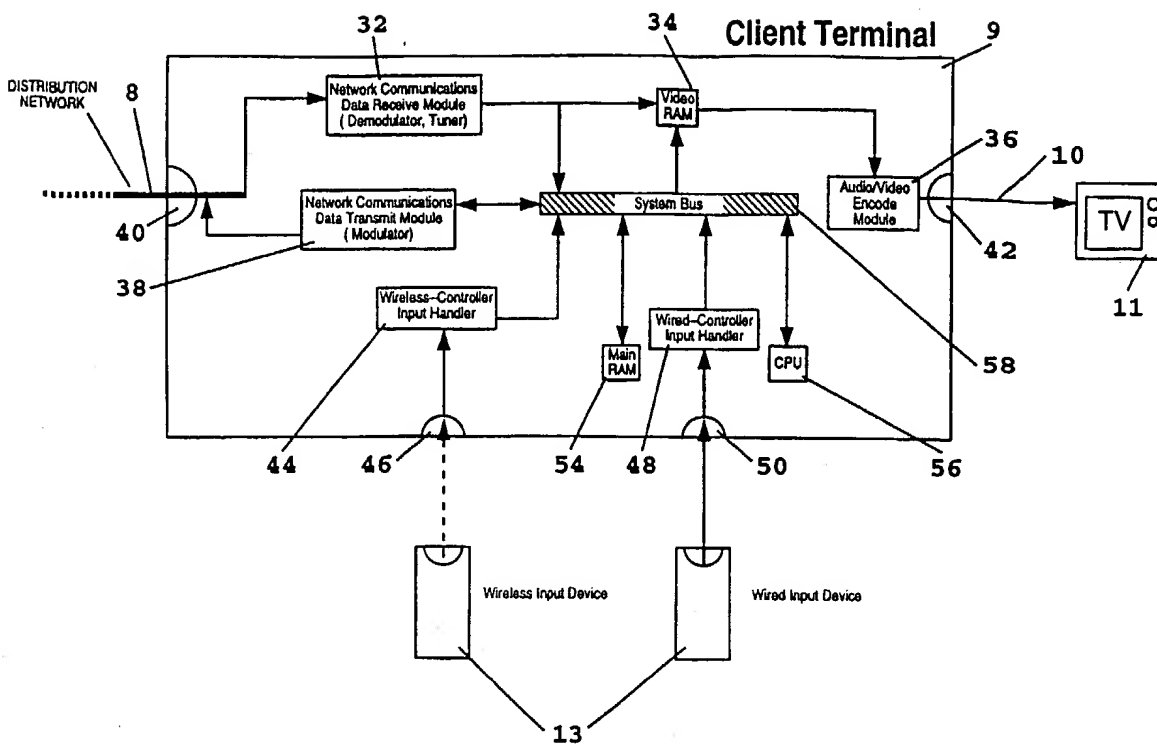 Client Terminal
9
32
34
DISTRIBUTION
NETWORK
8
Network Communications
Data Receive Module
( Demodulator, Tuner)
Video
RAM
36
10
Audio/Video
Encode Module
System Bus
Network Communications
Data Transmit Module
( Modulator)
40
42
TV
11
38
Wireless-Controller
Input Handler
Wired-Controller
Input Handler
Main
RAM
CPU
58
44
46
54
48
50
56
Wireless Input Device
Wired Input Device
13